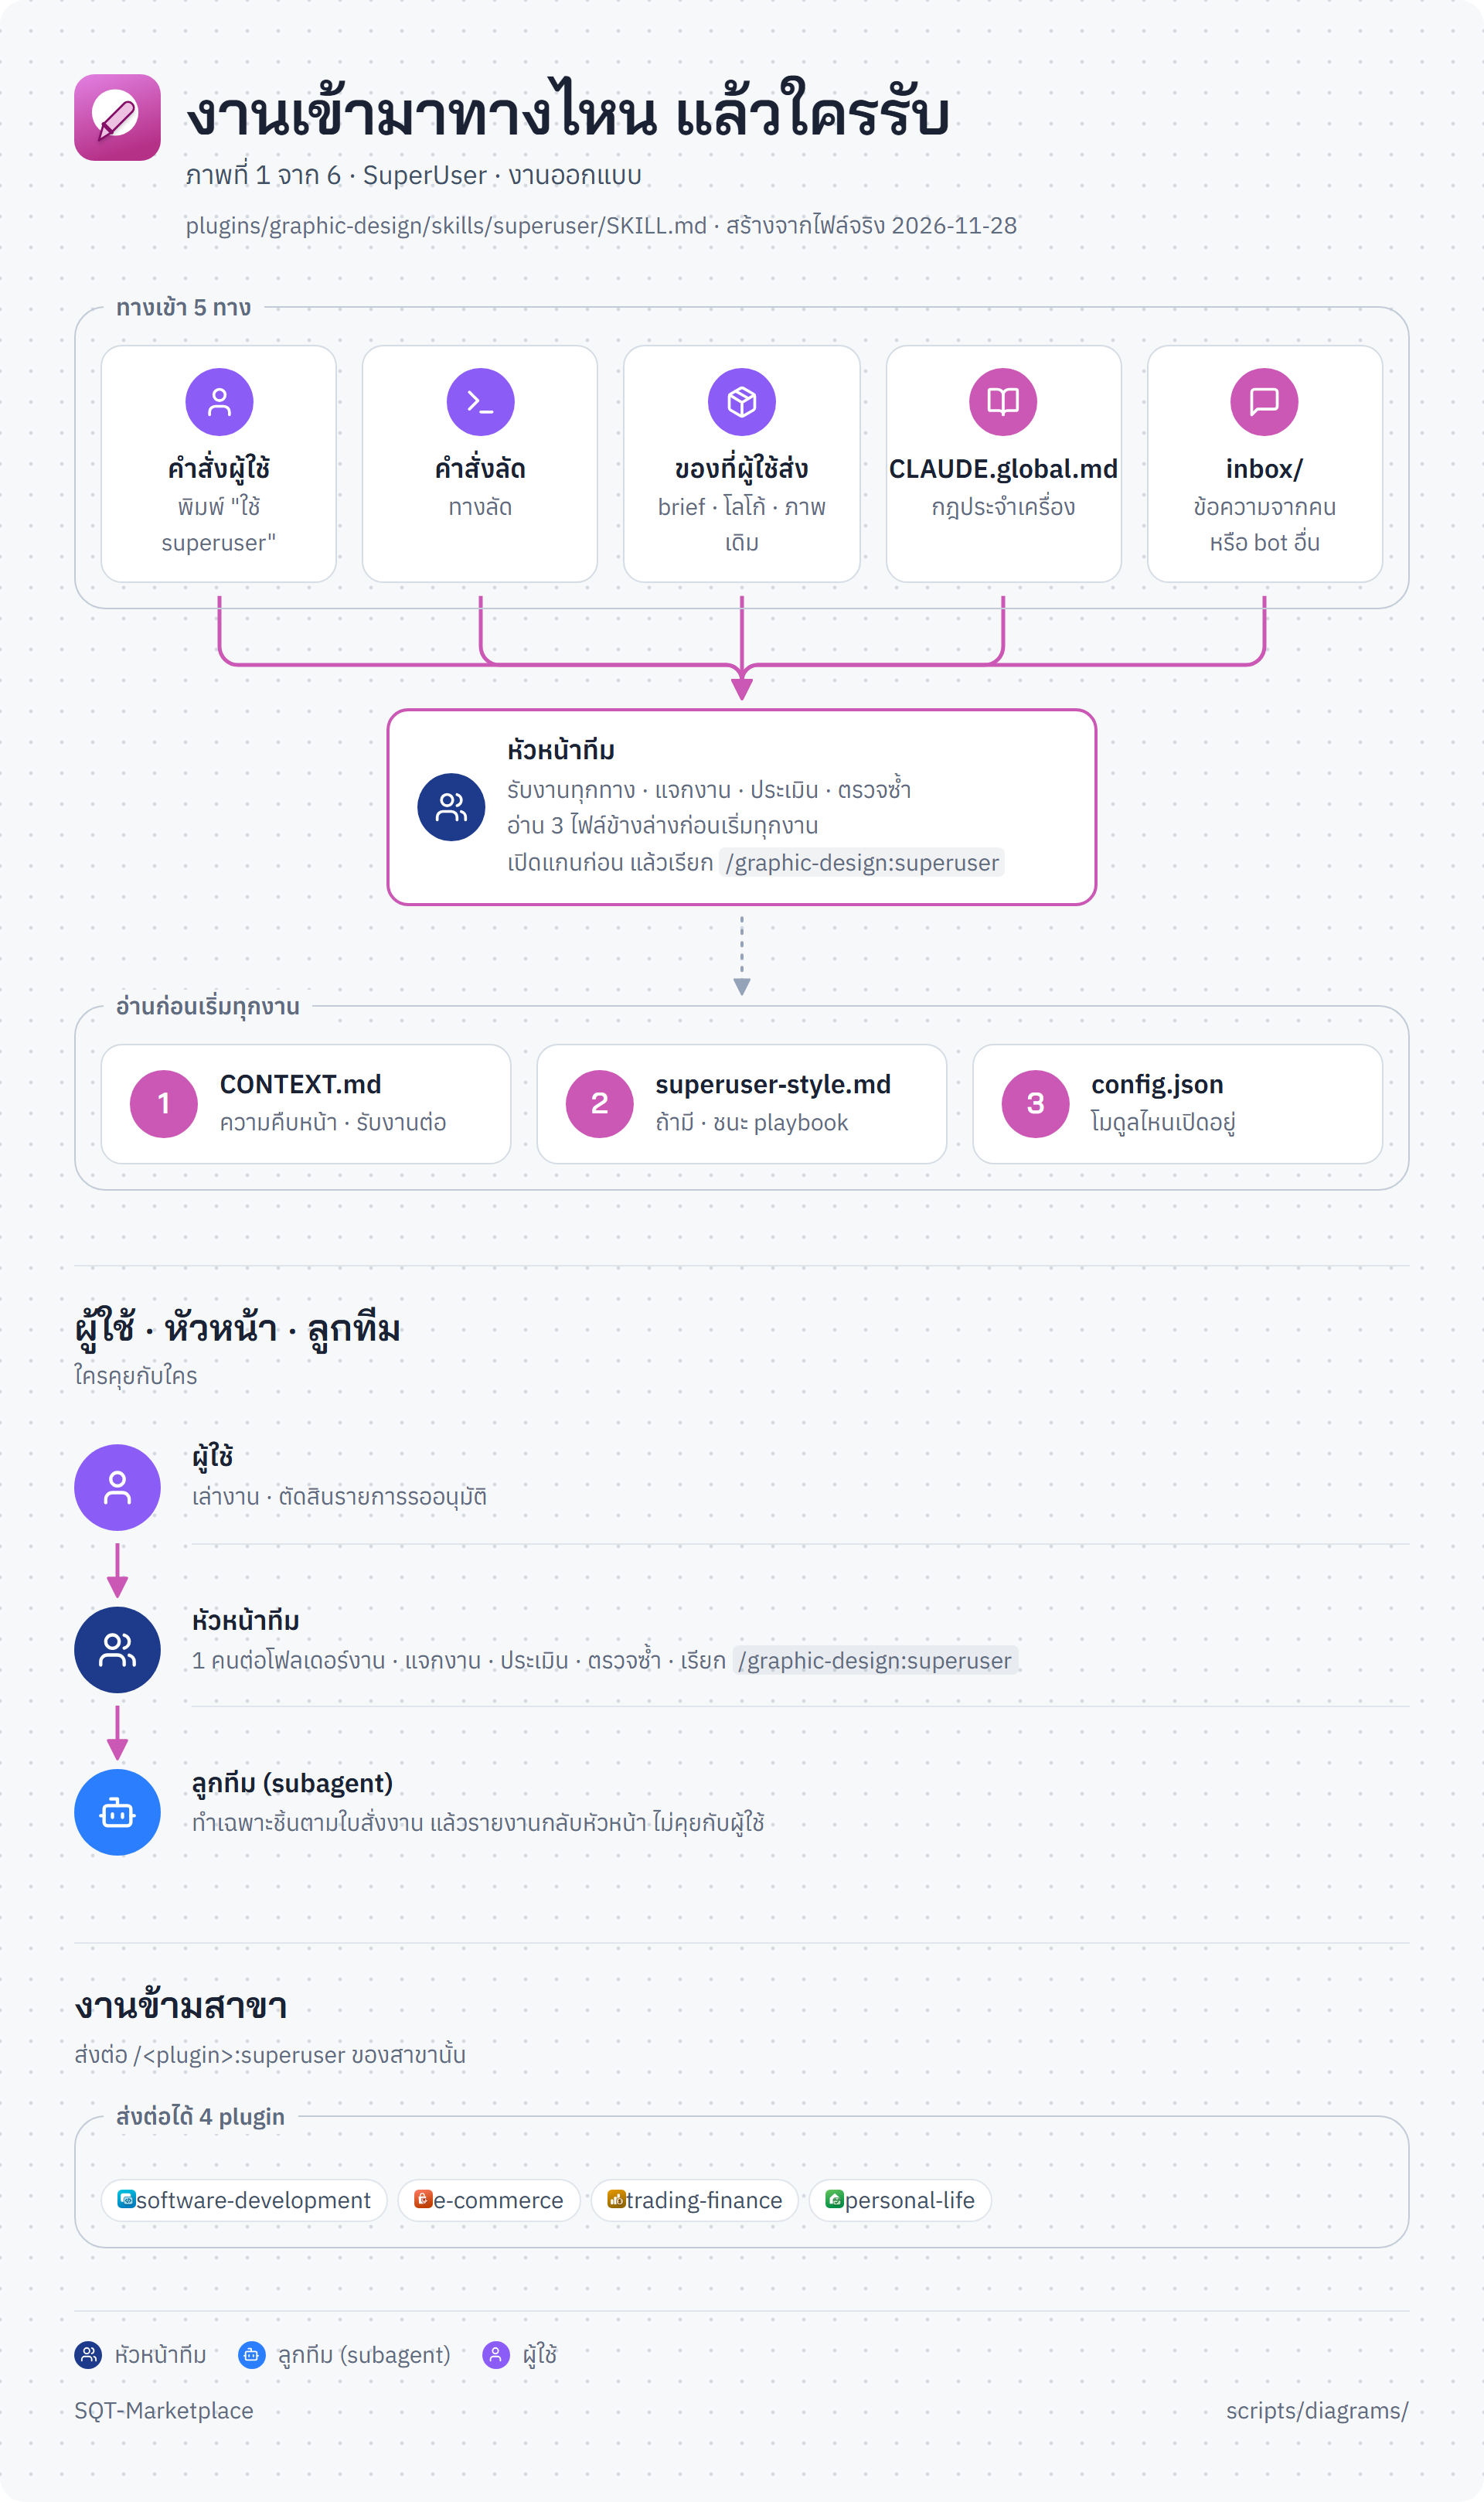 งานเข้ามาทางไหน แล้วใครรับ
ภาพที่ 1 จาก 6 · SuperUser · งานออกแบบ
plugins/graphic-design/skills/superuser/SKILL.md · สร้างจากไฟล์จริง 2026-11-28
ทางเข้า 5 ทาง
คำสั่งผู้ใช้
พิมพ์ "ใช้
superuser"
คำสั่งลัด
ทางลัด
ของที่ผู้ใช้ส่ง
brief · โลโก้ · ภาพ
เดิม
CLAUDE.global.md
กฎประจำเครื่อง
inbox/
ข้อความจากคน
หรือ bot อื่น
หัวหน้าทีม
รับงานทุกทาง · แจกงาน · ประเมิน · ตรวจซ้ำ
อ่าน 3 ไฟล์ข้างล่างก่อนเริ่มทุกงาน
เปิดแกนก่อน แล้วเรียก /graphic-design:superuser
อ่านก่อนเริ่มทุกงาน
1
CONTEXT.md
ความคืบหน้า · รับงานต่อ
2
superuser-style.md
ถ้ามี · ชนะ playbook
3
config.json
โมดูลไหนเปิดอยู่
ผู้ใช้ · หัวหน้า · ลูกทีม
ใครคุยกับใคร
ผู้ใช้
เล่างาน · ตัดสินรายการรออนุมัติ
หัวหน้าทีม
1 คนต่อโฟลเดอร์งาน · แจกงาน · ประเมิน · ตรวจซ้ำ · เรียก /graphic-design:superuser
ลูกทีม (subagent)
ทำเฉพาะชิ้นตามใบสั่งงาน แล้วรายงานกลับหัวหน้า ไม่คุยกับผู้ใช้
งานข้ามสาขา
ส่งต่อ /<plugin>:superuser ของสาขานั้น
ส่งต่อได้ 4 plugin
software-development
e-commerce
trading-finance
personal-life
หัวหน้าทีม
ลูกทีม (subagent)
ผู้ใช้
SQT-Marketplace
scripts/diagrams/